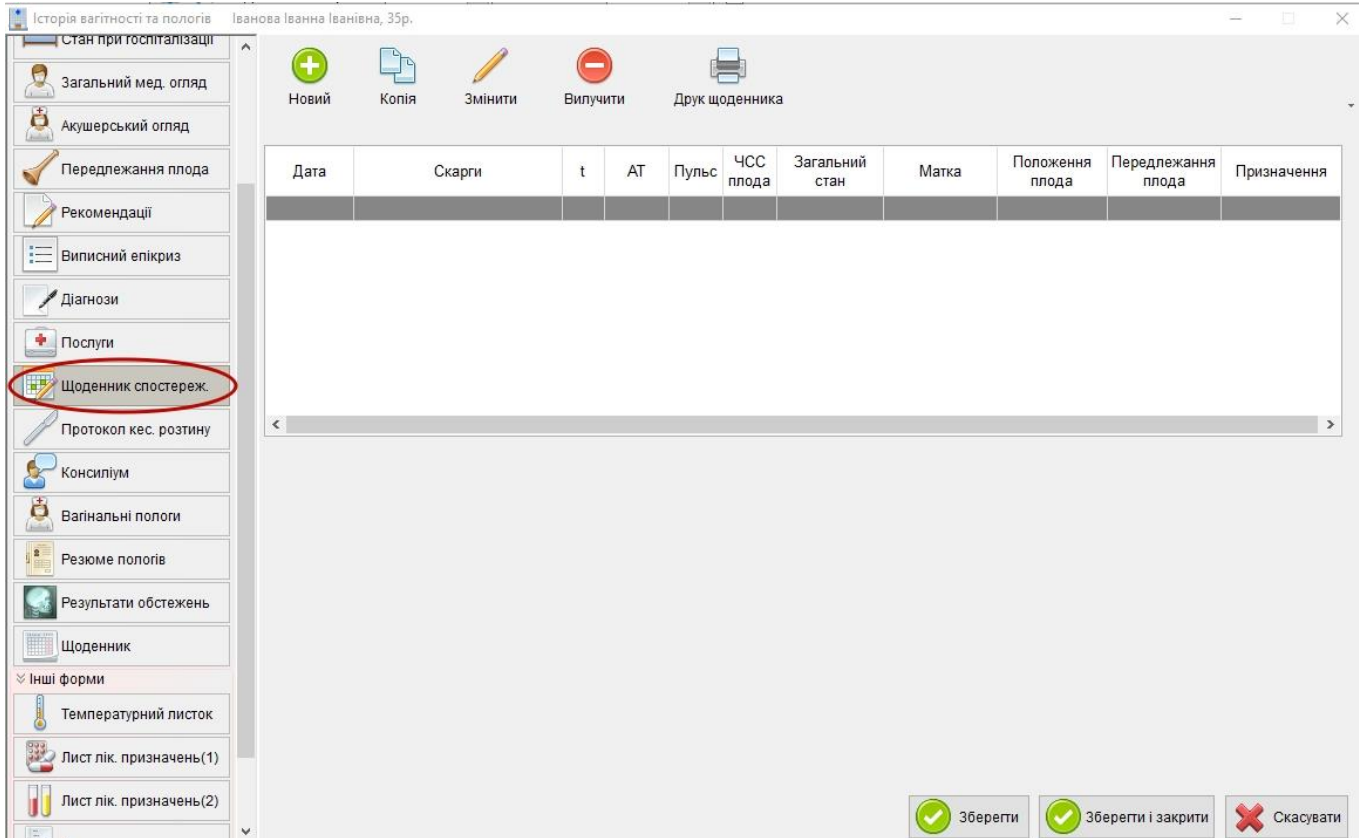 Історія вагітності та пологів Іванова Іванна Іванівна, 35р.
Стан при госпіталізації
Загальний мед. огляд
Акушерський огляд
Передлежання плода
Рекомендації
Виписний епікриз
Діагнози
Послуги
Щоденник спостереж.
Протокол кес. розтину
Консиліум
Вагінальні пологи
Резюме пологів
Результати обстежень
Щоденник
Інші форми
Температурний листок
Лист лік. призначень(1)
Лист лік. призначень(2)
Новий Копія Змінити Вилучити Друк щоденника
Дата Скарги t АТ Пульс ЧСС плода Загальний стан Матка Положення плода Передлежання плода Призначення
Зберегти Зберегти і закрити Скасувати